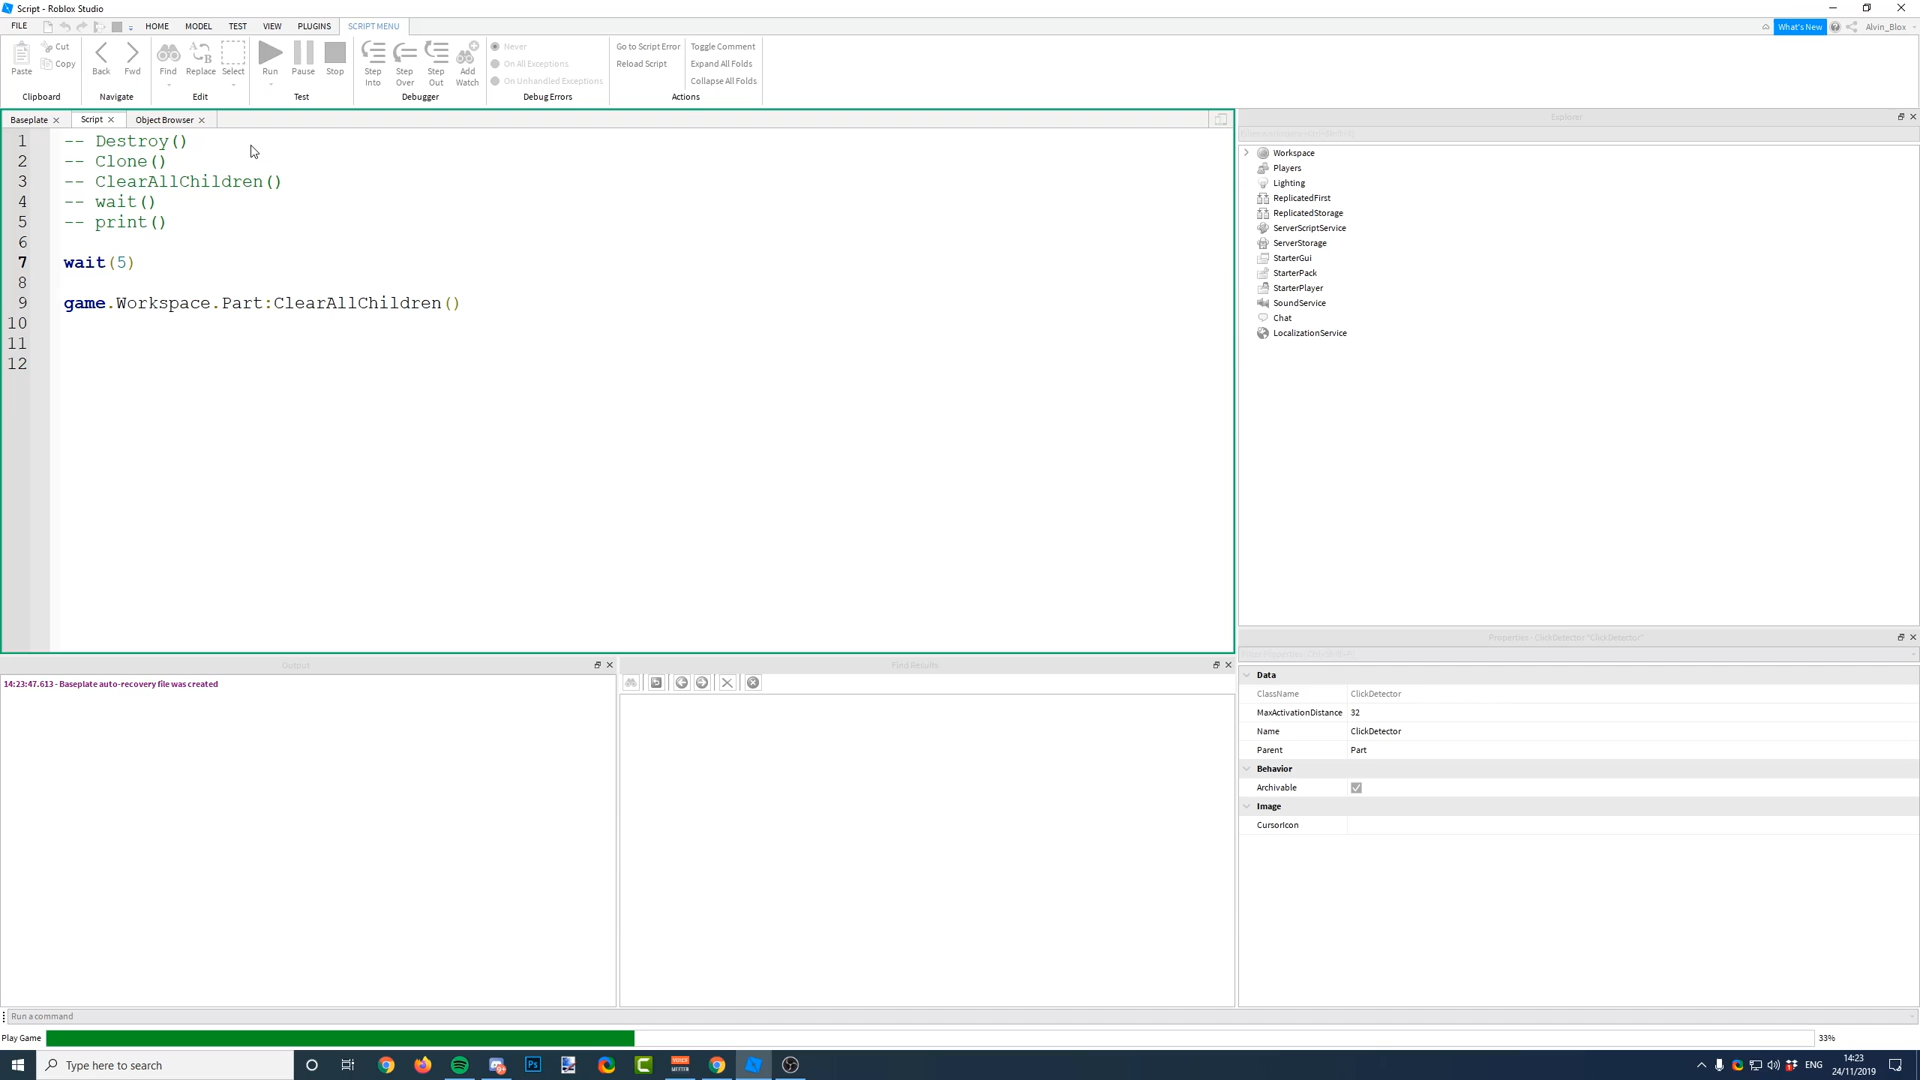 Script - Roblox Studio
FILE HOME MODEL TEST VIEW PLUGINS SCRIPT MENU What's New Alvin_Blox
Paste Cut Copy Back Fwd Find Replace Select Run Pause Stop Step Into Step Over Step Out Add Watch Never On All Exceptions On Unhandled Exceptions Go to Script Error Reload Script Toggle Comment Expand All Folds Collapse All Folds
Clipboard Navigate Edit Test Debugger Debug Errors Actions
Baseplate Script Object Browser
1 -- Destroy()
2 -- Clone()
3 -- ClearAllChildren()
4 -- wait()
5 -- print()
6
7 wait(5)
8
9 game.Workspace.Part:ClearAllChildren()
10
11
12
Explorer
Workspace
Players
Lighting
ReplicatedFirst
ReplicatedStorage
ServerScriptService
ServerStorage
StarterGui
StarterPack
StarterPlayer
SoundService
Chat
LocalizationService
Output
14:23:47.613 - Baseplate auto-recovery file was created
Find Results
Properties - ClickDetector "ClickDetector"
Data
ClassName ClickDetector
MaxActivationDistance 32
Name ClickDetector
Parent Part
Behavior
Archivable
Image
CursorIcon
Run a command
Play Game 33%
Type here to search
ENG
14:23
24/11/2019